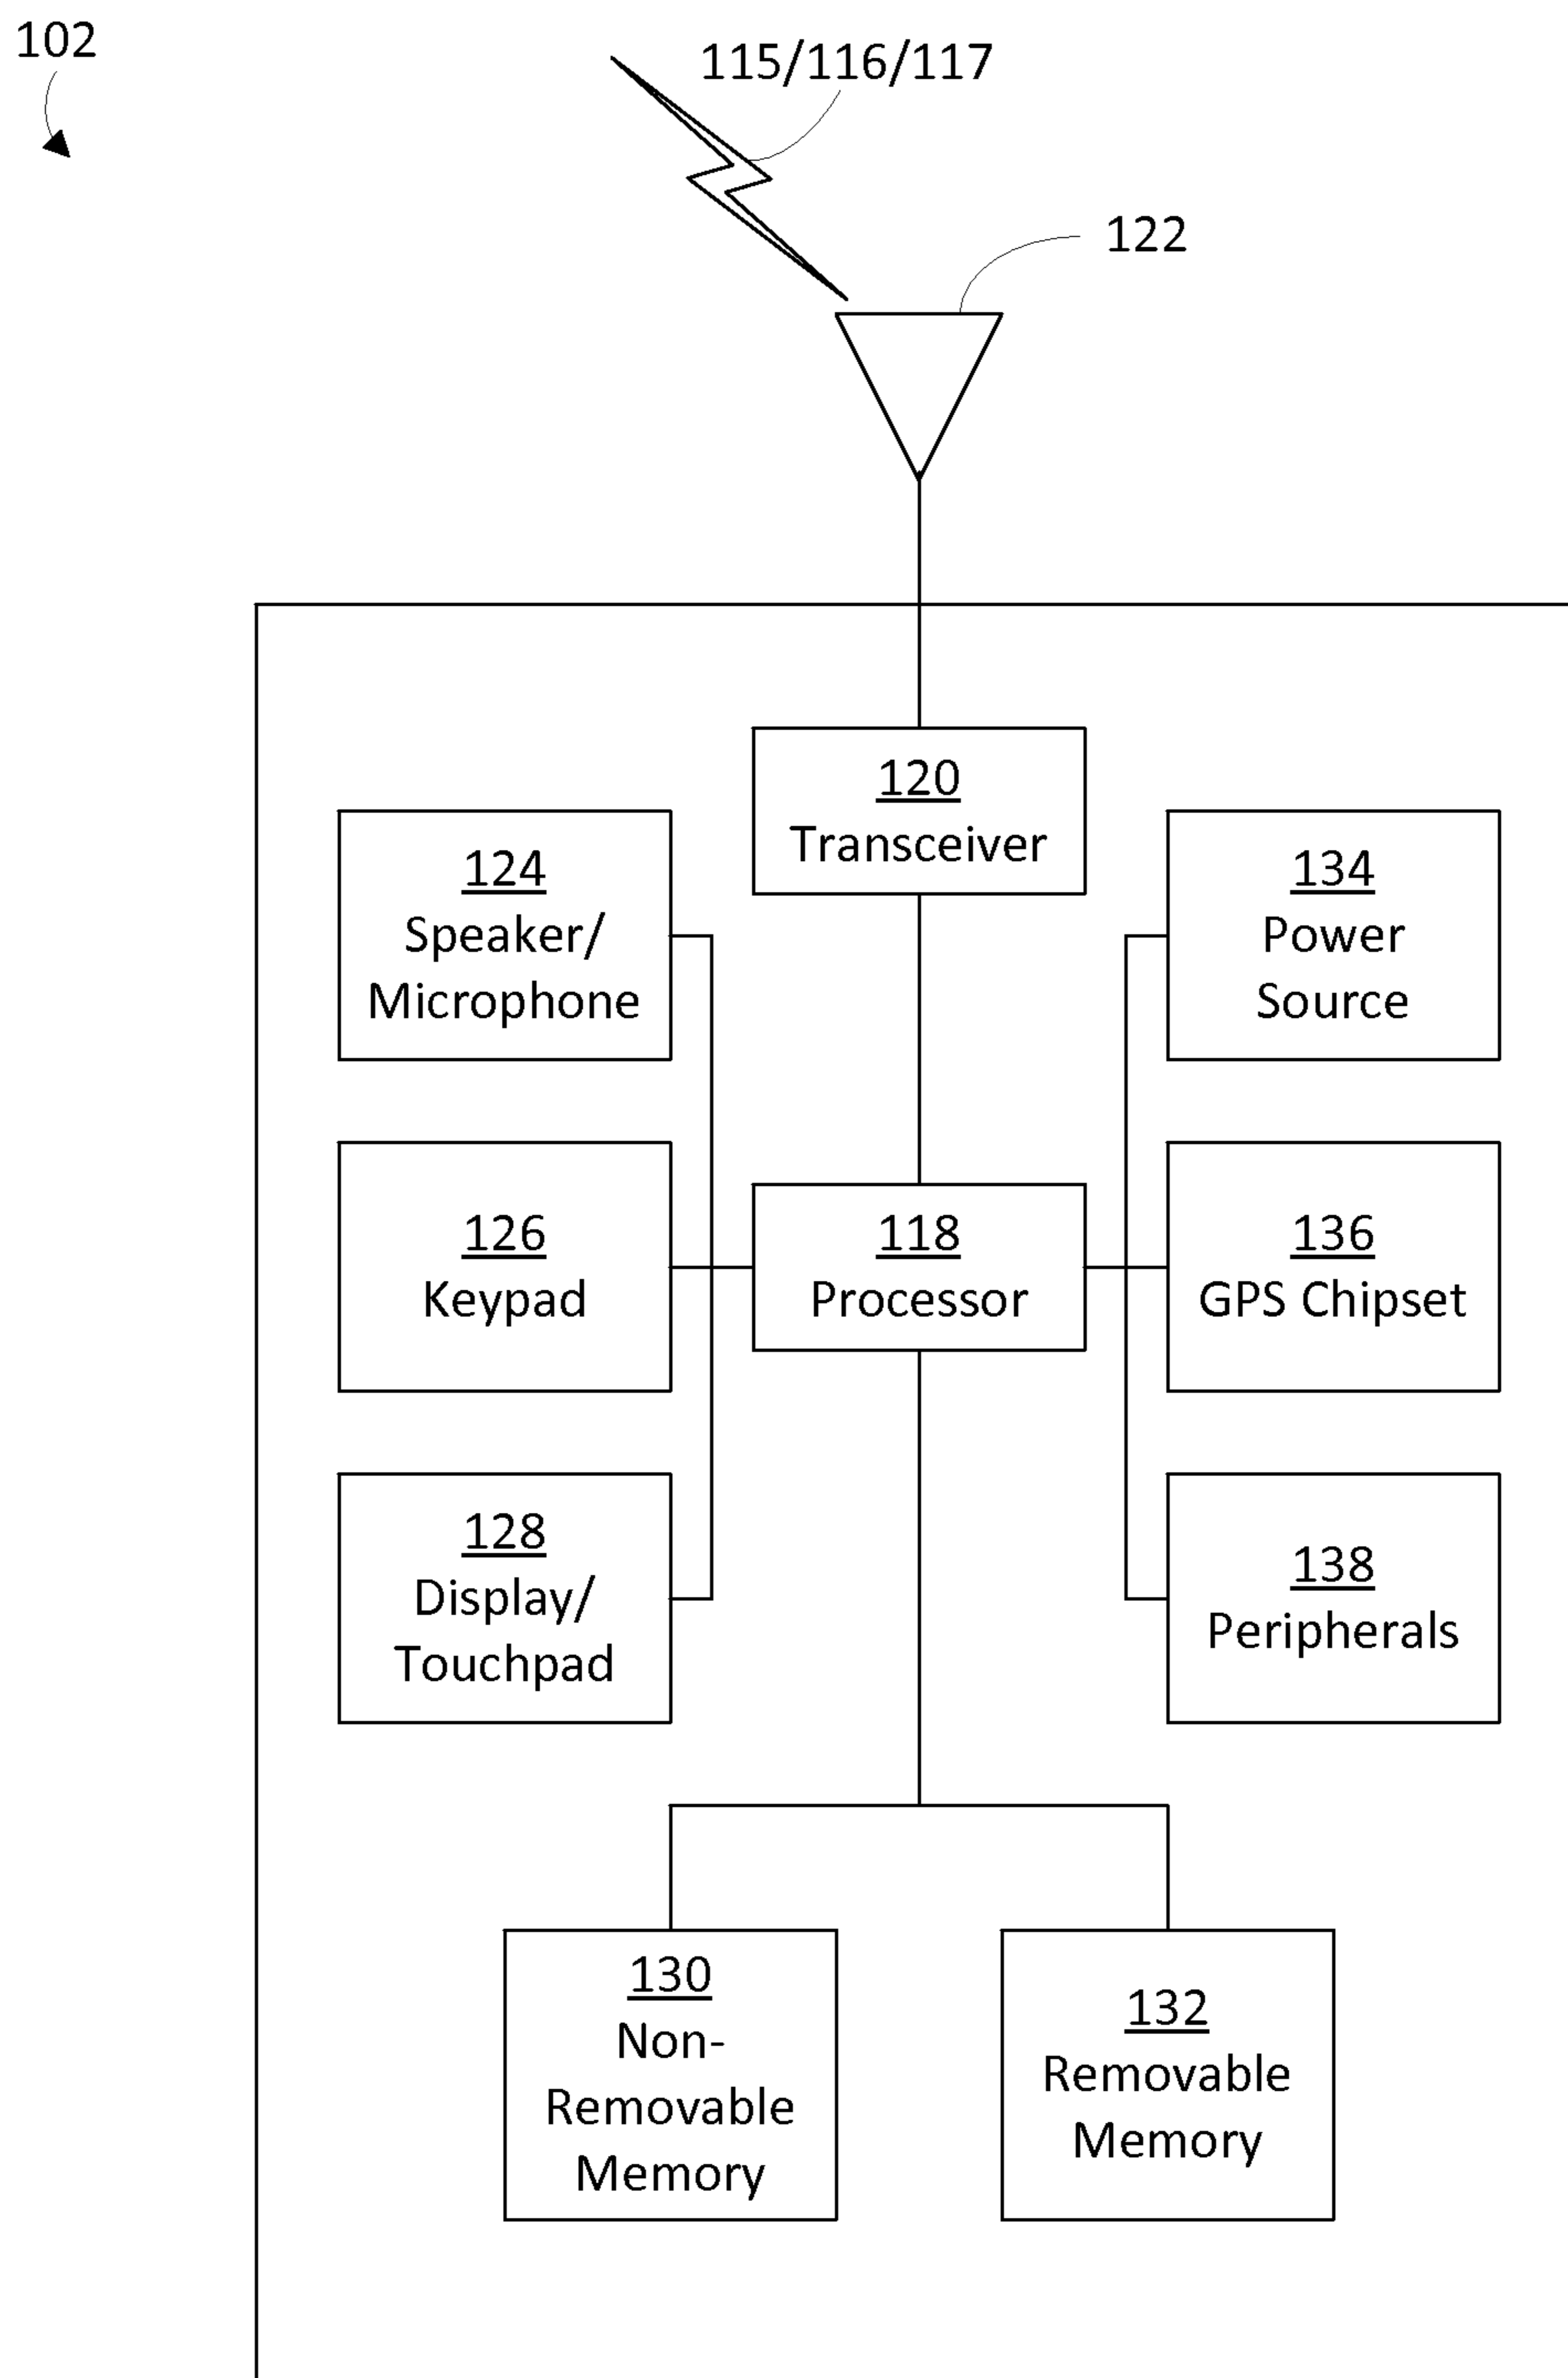 102
115/116/117
122
120
Transceiver
124
Speaker/
Microphone
134
Power
Source
126
Keypad
118
Processor
136
GPS Chipset
128
Display/
Touchpad
138
Peripherals
130
Non-
Removable
Memory
132
Removable
Memory